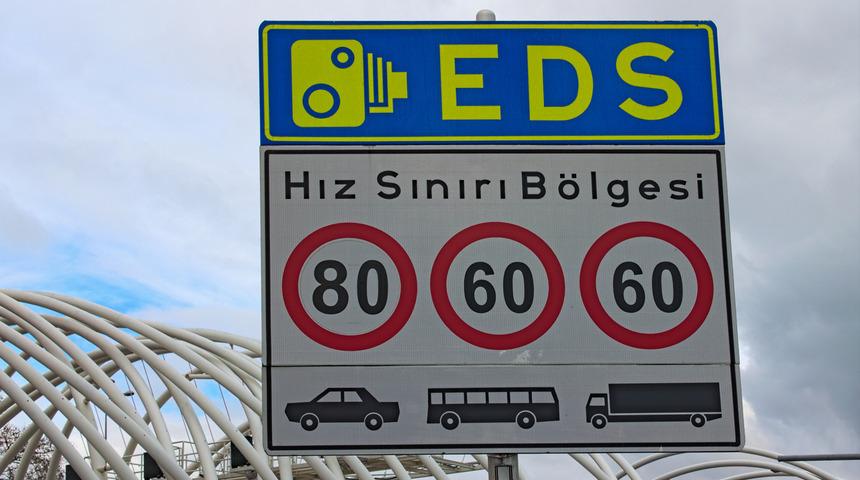 EDS
Hız Sınırı Bölgesi
80 60 60